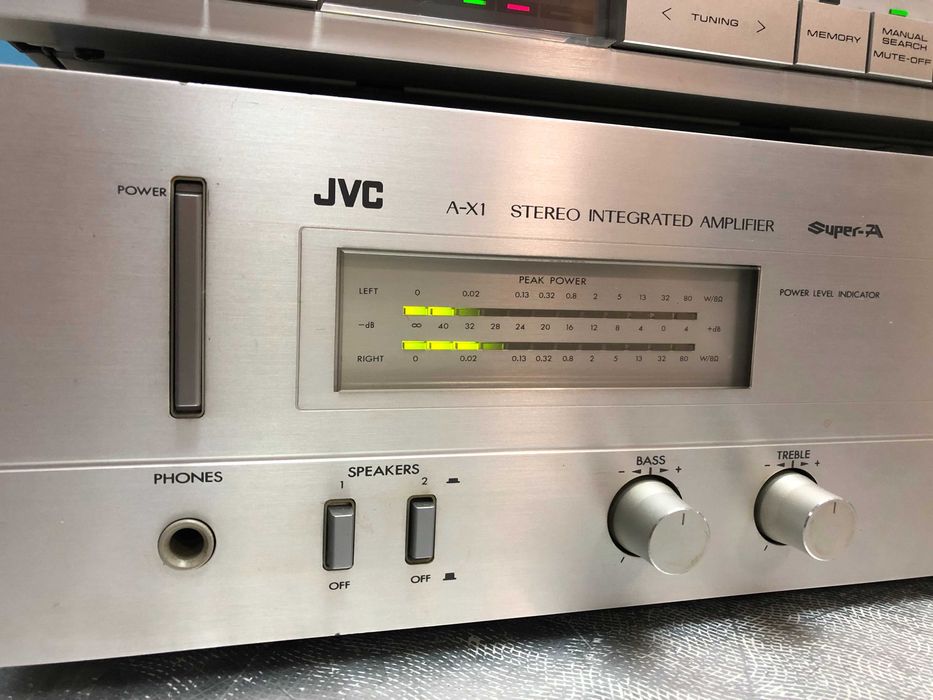 < TUNING >
MEMORY
MANUAL
SEARCH
MUTE-OFF
POWER
JVC
A-X1 STEREO INTEGRATED AMPLIFIER Super-A
PEAK POWER
POWER LEVEL INDICATOR
LEFT 0 0.02 0.13 0.32 0.8 2 5 13 32 80 W/8Ω
−dB ∞ 40 32 28 24 20 16 12 8 4 0 4 +dB
RIGHT 0 0.02 0.13 0.32 0.8 2 5 13 32 80 W/8Ω
PHONES
SPEAKERS
1 2
OFF OFF
BASS
− +
TREBLE
− +